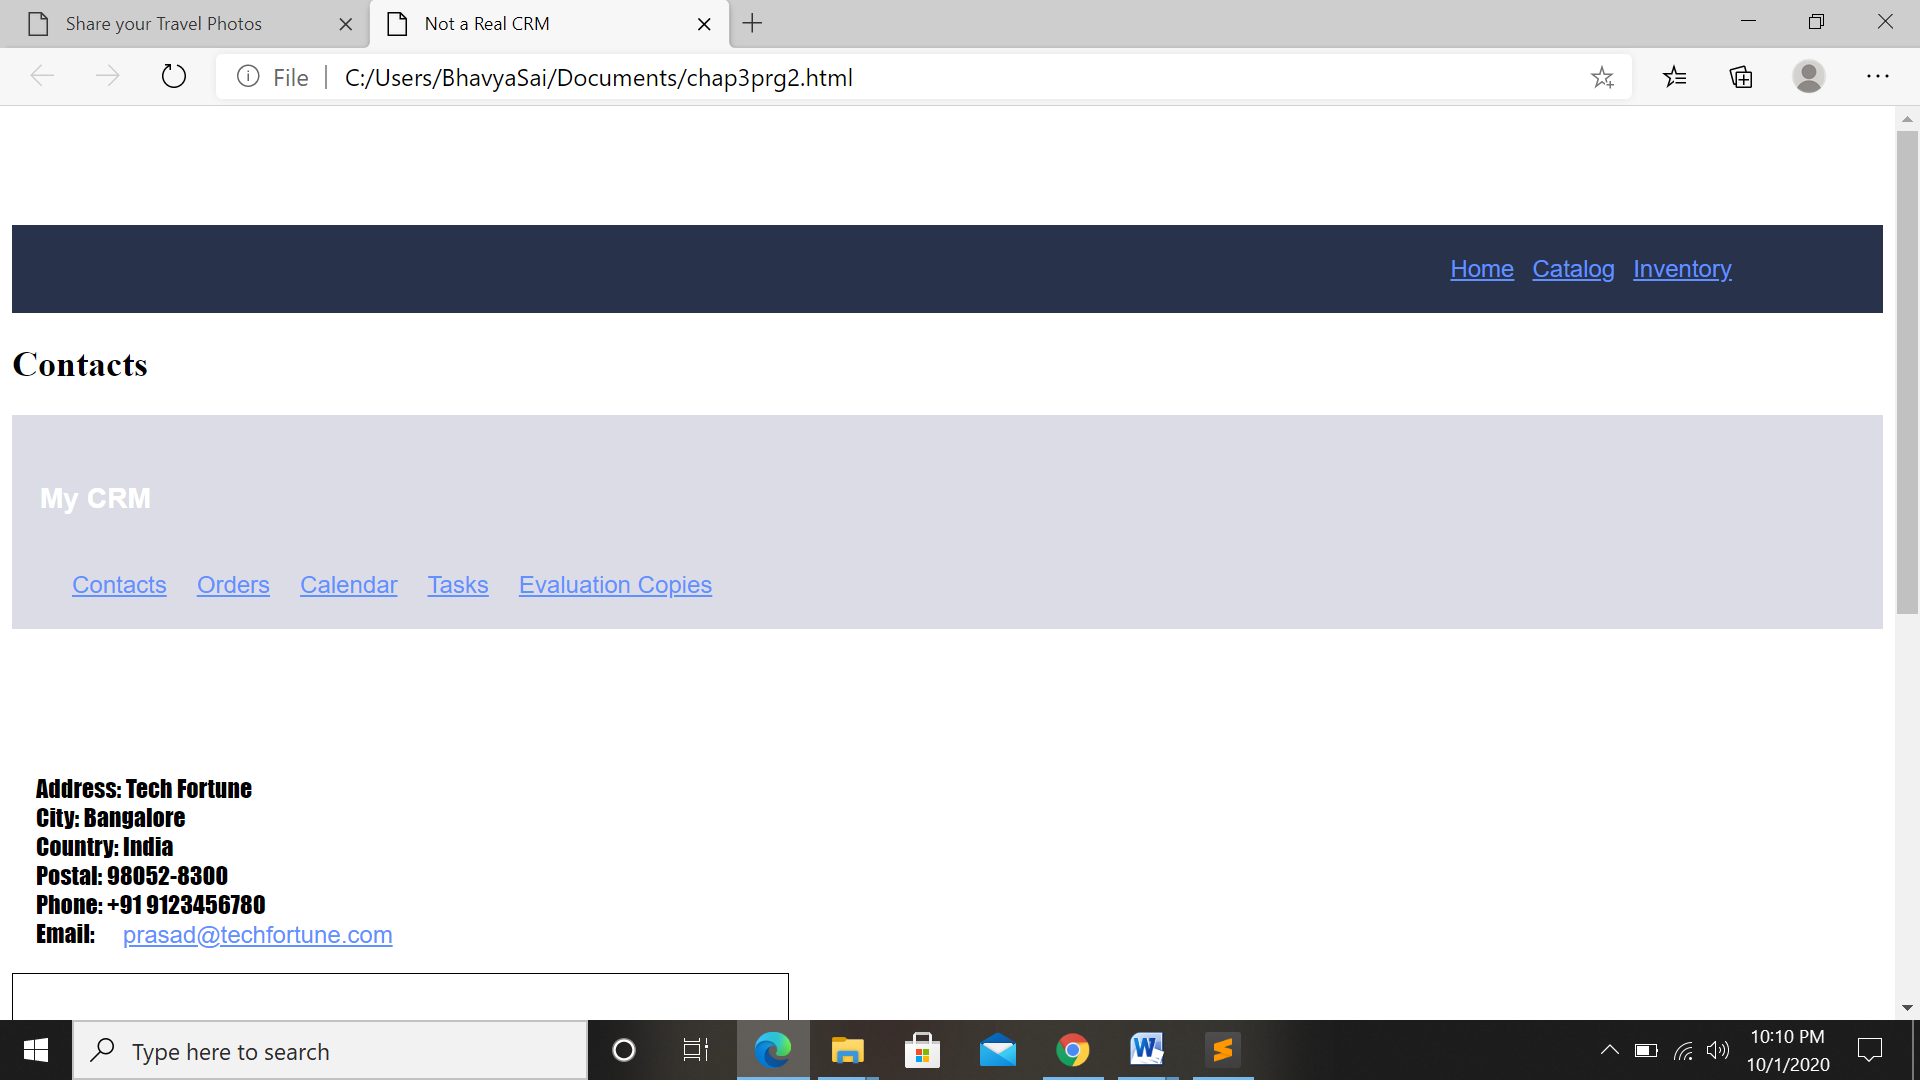 Share your Travel Photos
Not a Real CRM
File
C:/Users/BhavyaSai/Documents/chap3prg2.html
Home Catalog Inventory
Contacts
My CRM
Contacts Orders Calendar Tasks Evaluation Copies
Address: Tech Fortune
City: Bangalore
Country: India
Postal: 98052-8300
Phone: +91 9123456780
Email: prasad@techfortune.com
Type here to search
10:10 PM
10/1/2020